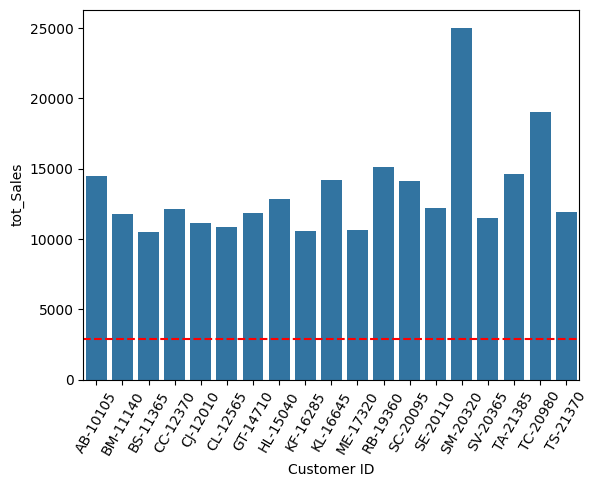 25000
20000
15000
10000
5000
0
tot_Sales
AB-10105
BM-11140
BS-11365
CC-12370
CJ-12010
CL-12565
GT-14710
HL-15040
KF-16285
KL-16645
ME-17320
RB-19360
SC-20095
SE-20110
SM-20320
SV-20365
TA-21385
TC-20980
TS-21370
Customer ID